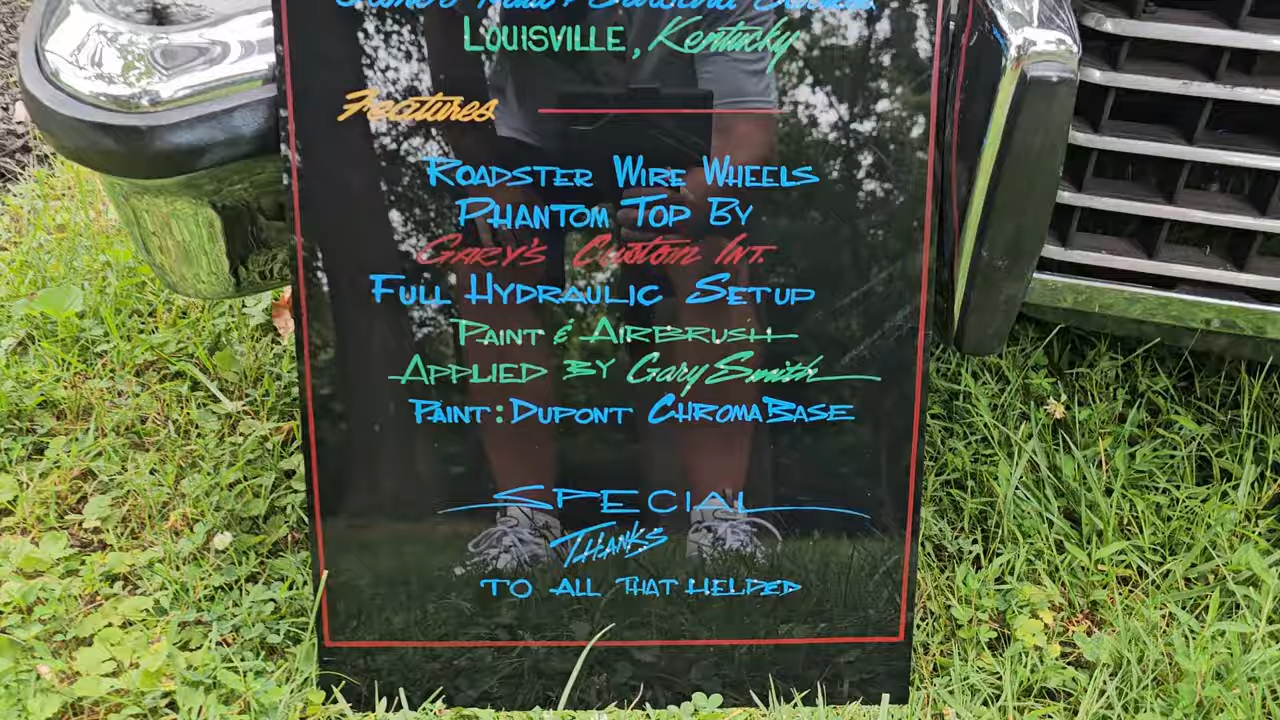 Louisville, Kentucky
Features
Roadster Wire Wheels
Phantom Top By
Gary's Custom Int.
Full Hydraulic Setup
Paint & Airbrush
Applied By Gary Smith
Paint: Dupont ChromaBase
Special
Thanks
To All That Helped